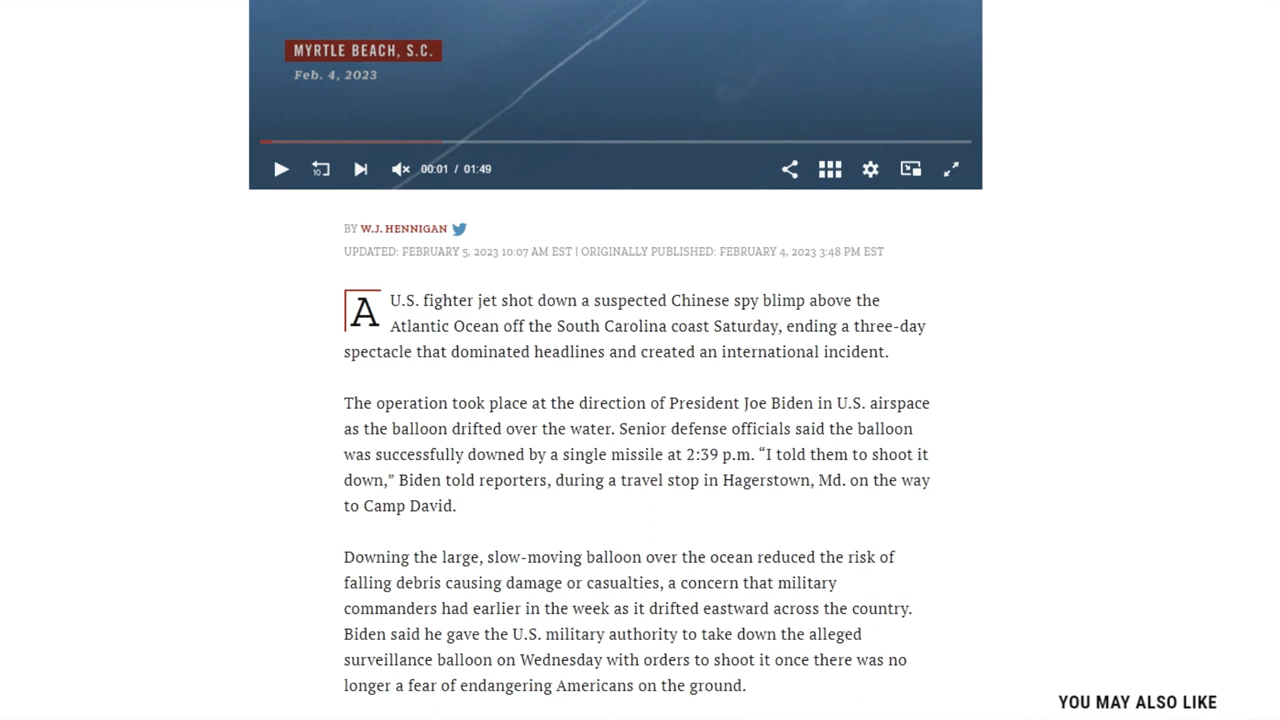 MYRTLE BEACH, S.C.
Feb. 4, 2023
10
00:01 / 01:49
BY W.J. HENNIGAN
UPDATED: FEBRUARY 5, 2023 10:07 AM EST | ORIGINALLY PUBLISHED: FEBRUARY 4, 2023 3:48 PM EST
A U.S. fighter jet shot down a suspected Chinese spy blimp above the
Atlantic Ocean off the South Carolina coast Saturday, ending a three-day
spectacle that dominated headlines and created an international incident.
The operation took place at the direction of President Joe Biden in U.S. airspace
as the balloon drifted over the water. Senior defense officials said the balloon
was successfully downed by a single missile at 2:39 p.m. “I told them to shoot it
down,” Biden told reporters, during a travel stop in Hagerstown, Md. on the way
to Camp David.
Downing the large, slow-moving balloon over the ocean reduced the risk of
falling debris causing damage or casualties, a concern that military
commanders had earlier in the week as it drifted eastward across the country.
Biden said he gave the U.S. military authority to take down the alleged
surveillance balloon on Wednesday with orders to shoot it once there was no
longer a fear of endangering Americans on the ground.
YOU MAY ALSO LIKE